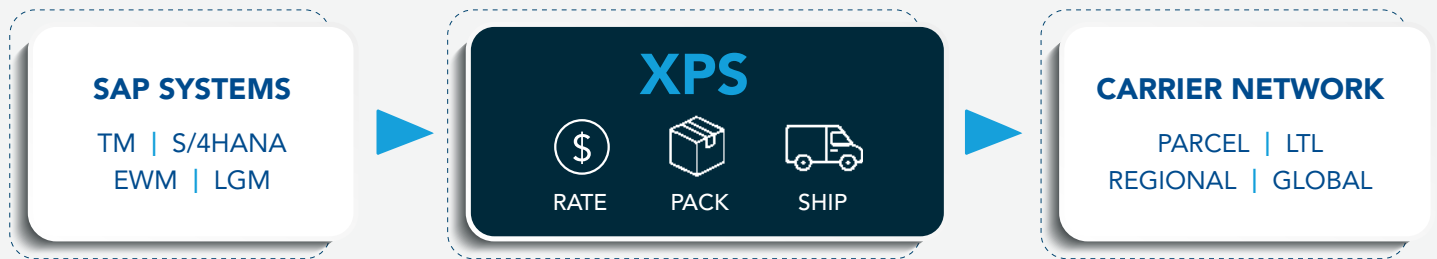 SAP SYSTEMS
TM | S/4HANA
EWM | LGM
XPS
$
RATE
PACK
SHIP
CARRIER NETWORK
PARCEL | LTL
REGIONAL | GLOBAL